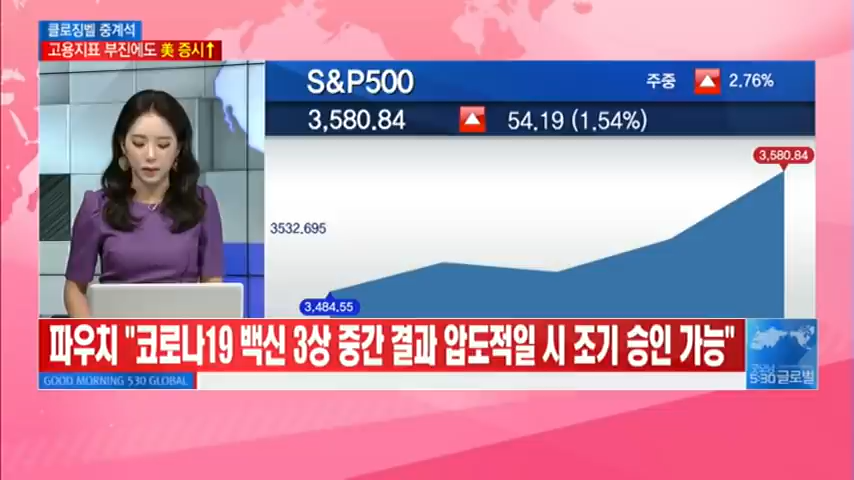 클로징벨 중계석
고용지표 부진에도 美 증시↑
S&P500
주중 ▲ 2.76%
3,580.84 ▲ 54.19 (1.54%)
3,580.84
3532.695
3,484.55
파우치 "코로나19 백신 3상 중간 결과 압도적일 시 조기 승인 가능"
GOOD MORNING 530 GLOBAL
5:30 글로벌